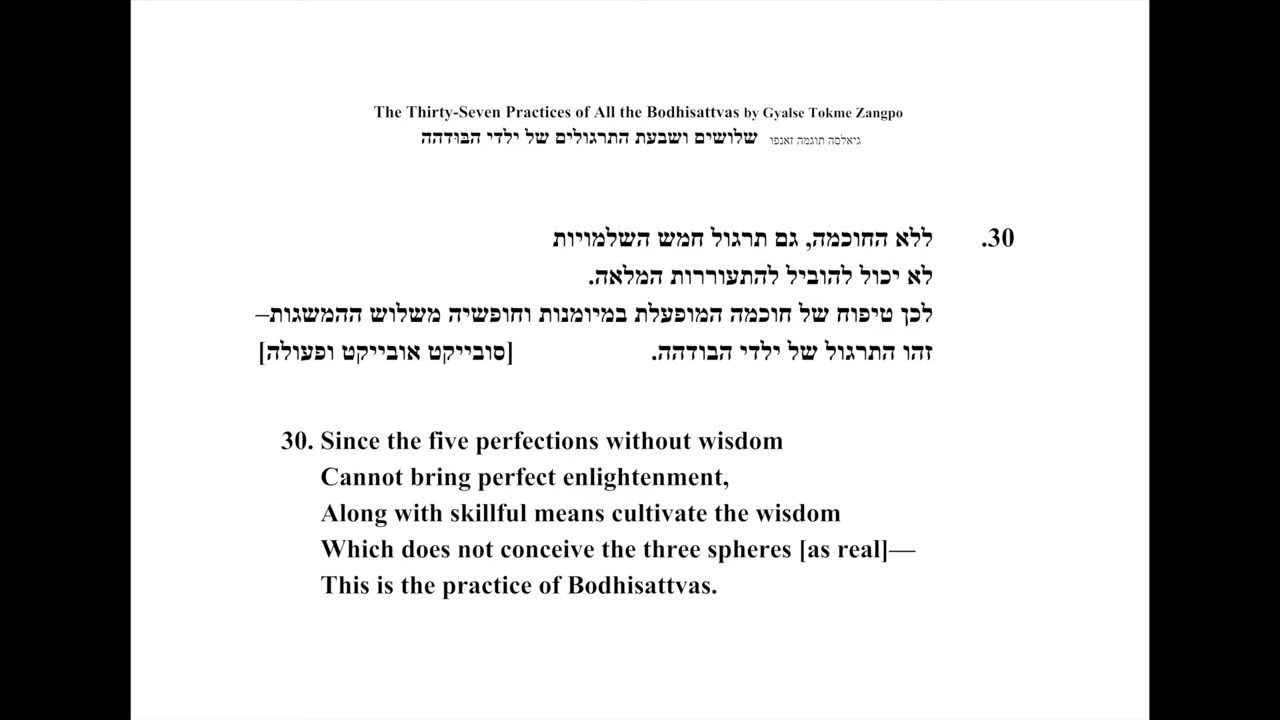 The Thirty-Seven Practices of All the Bodhisattvas by Gyalse Tokme Zangpo
שלושים ושבעת התרגולים של ילדי הבּוּדהה גיאלסה תוגמה זאנפו
30. ללא החוכמה, גם תרגול חמש השלמויות
לא יכול להוביל להתעוררות המלאה.
לכן טיפוח של חוכמה המופעלת במיומנות וחופשיה משלוש ההמשגות–
זהו התרגול של ילדי הבודהה. [סובייקט אובייקט ופעולה]
30. Since the five perfections without wisdom
Cannot bring perfect enlightenment,
Along with skillful means cultivate the wisdom
Which does not conceive the three spheres [as real]—
This is the practice of Bodhisattvas.